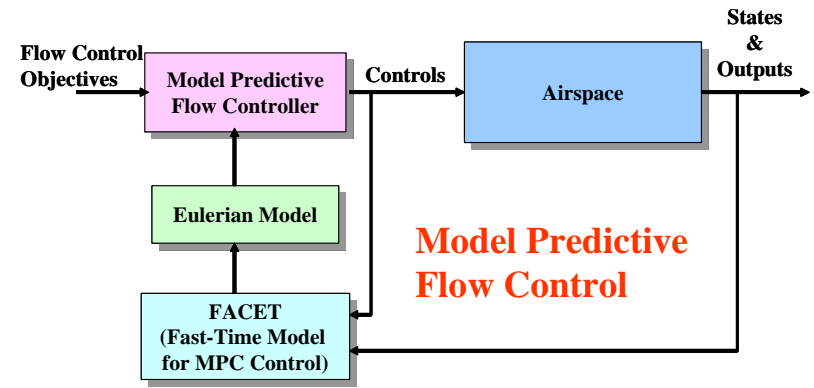 States
&
Outputs
Flow Control
Objectives
Model Predictive
Flow Controller
Controls
Airspace
Eulerian Model
Model Predictive
Flow Control
FACET
(Fast-Time Model
for MPC Control)